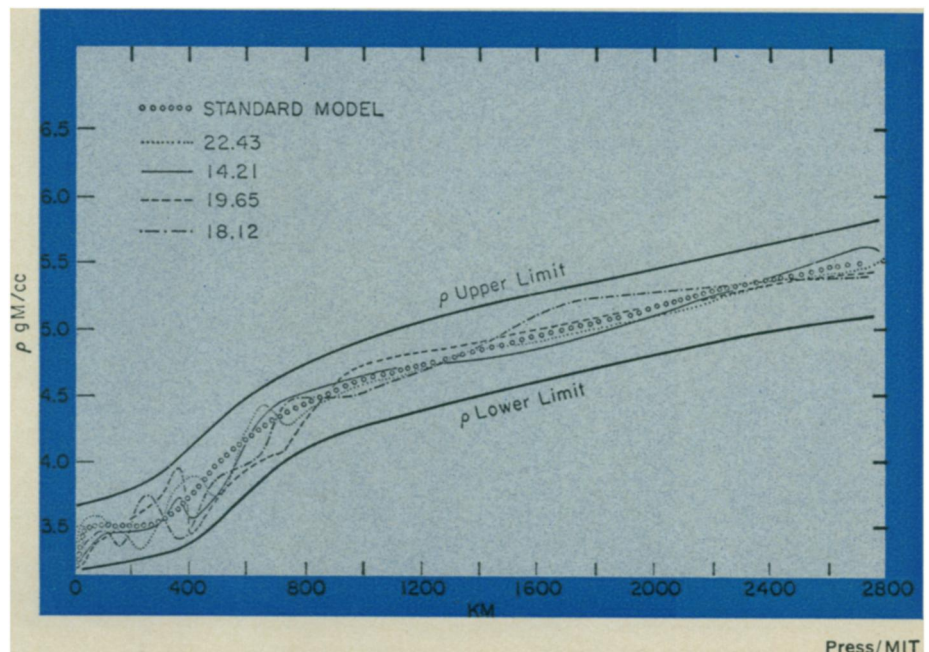 STANDARD MODEL
22.43
14.21
19.65
18.12
6.5
6.0
5.5
5.0
4.5
4.0
3.5
ρ gM/cc
ρ Upper Limit
ρ Lower Limit
0 400 800 1200 1600 2000 2400 2800
KM
Press/MIT